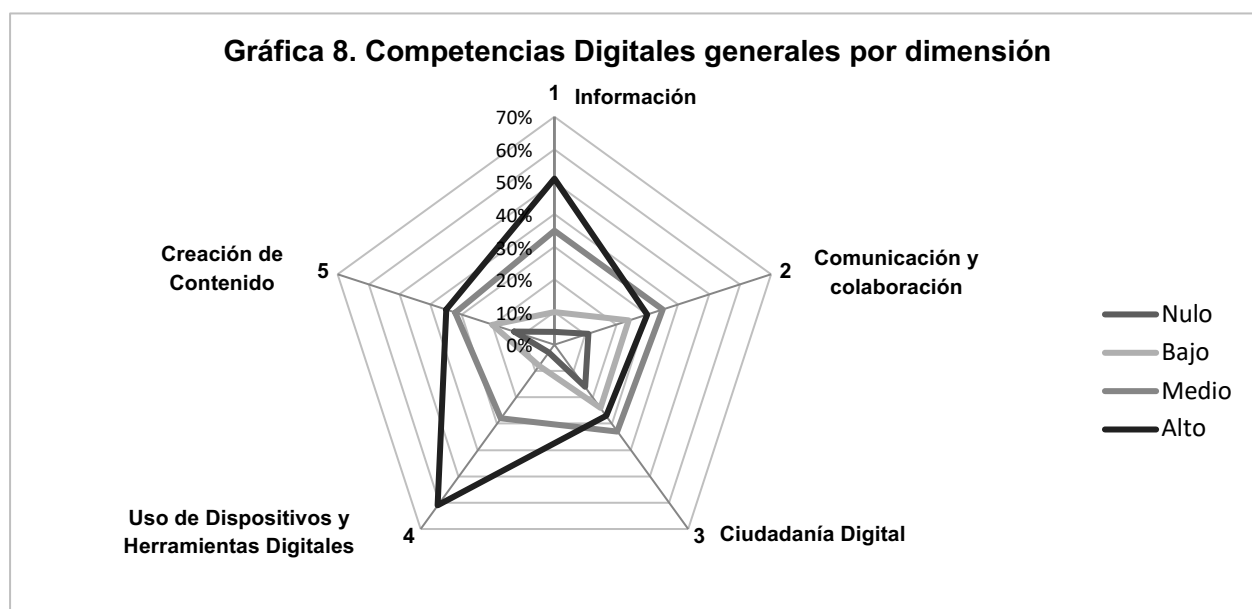 Gráfica 8. Competencias Digitales generales por dimensión
1 Información
70%
60%
50%
40%
30%
20%
10%
0%
2
Comunicación y
colaboración
3 Ciudadanía Digital
4
Uso de Dispositivos y
Herramientas Digitales
5
Creación de
Contenido
Nulo
Bajo
Medio
Alto